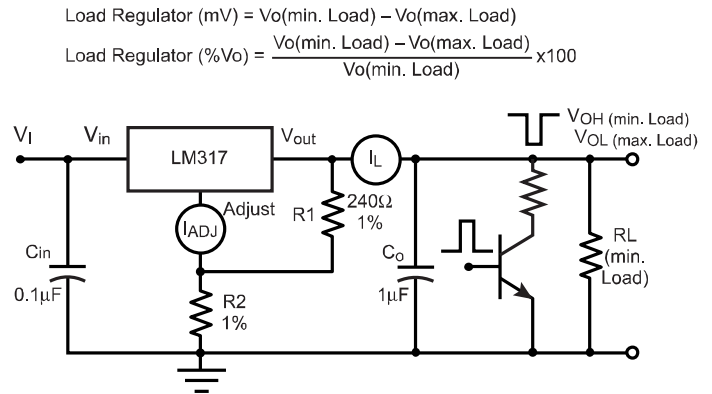 Load Regulator (mV) = Vo(min. Load) – Vo(max. Load)
Load Regulator (%Vo) = Vo(min. Load) – Vo(max. Load)
Vo(min. Load)
x100
VI
Vin
LM317
Vout
IL
VOH (min. Load)
VOL (max. Load)
Adjust
IADJ
R1
240Ω
1%
Cin
0.1µF
R2
1%
Co
1µF
RL
(min.
Load)